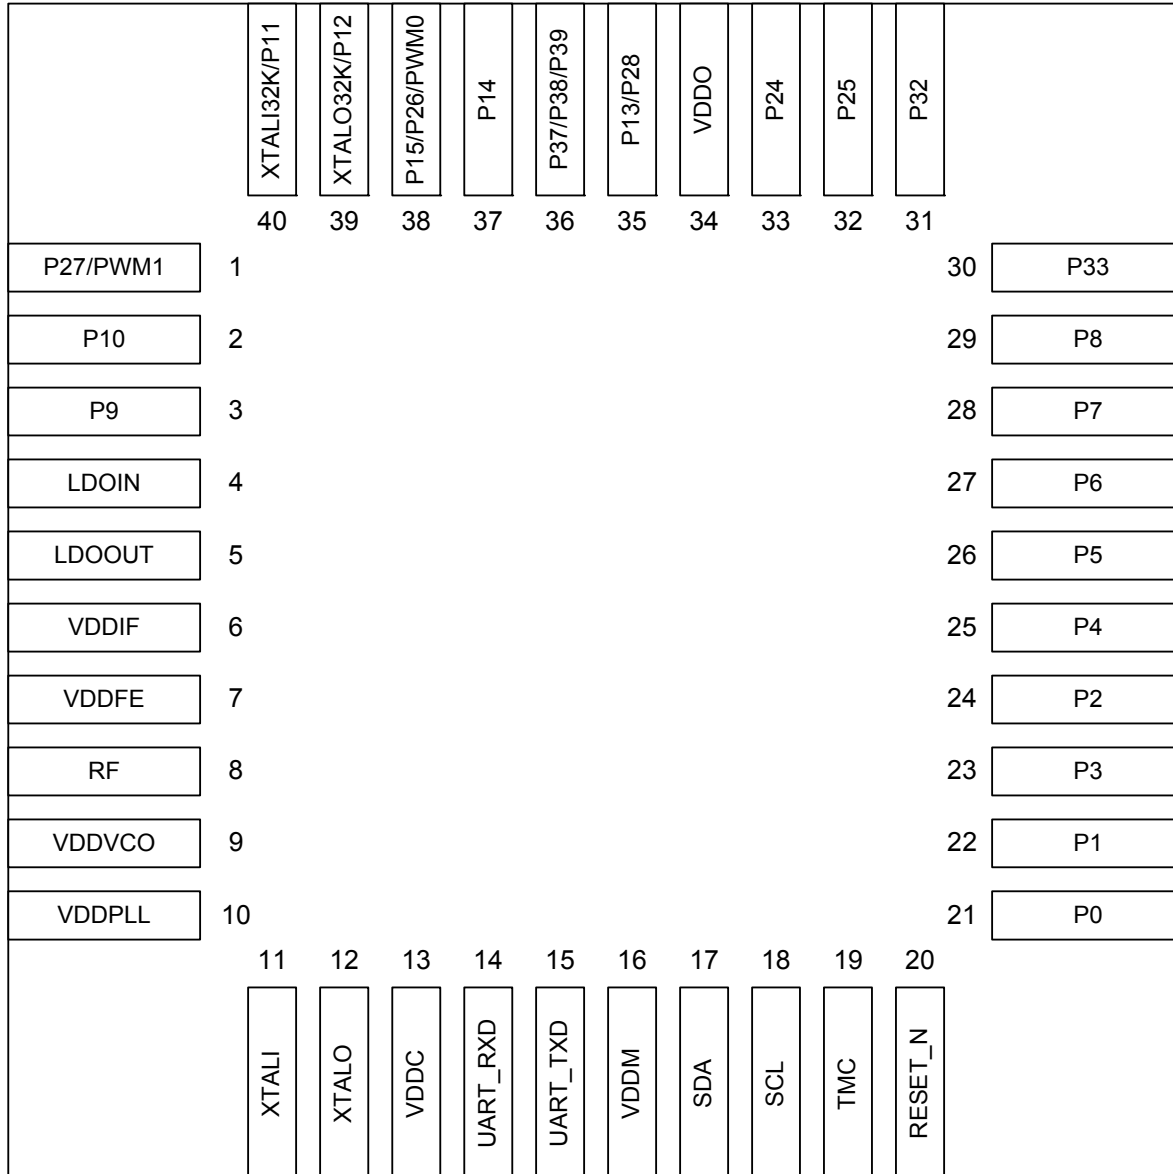 XTALI32K/P11
XTALO32K/P12
P15/P26/PWM0
P14
P37/P38/P39
P13/P28
VDDO
P24
P25
P32
40 39 38 37 36 35 34 33 32 31
P27/PWM1 1 30 P33
P10 2 29 P8
P9 3 28 P7
LDOIN 4 27 P6
LDOOUT 5 26 P5
VDDIF 6 25 P4
VDDFE 7 24 P2
RF 8 23 P3
VDDVCO 9 22 P1
VDDPLL 10 21 P0
11 12 13 14 15 16 17 18 19 20
XTALI
XTALO
VDDC
UART_RXD
UART_TXD
VDDM
SDA
SCL
TMC
RESET_N